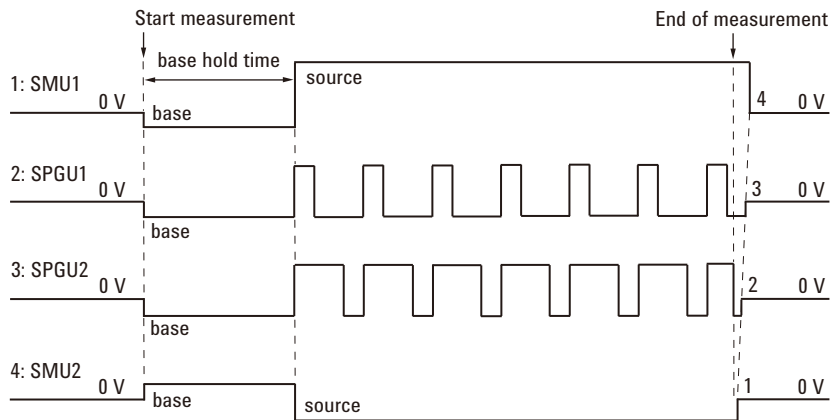 Start measurement
End of measurement
base hold time
source
1: SMU1
0 V
base
4
0 V
2: SPGU1
0 V
base
3
0 V
3: SPGU2
0 V
base
2
0 V
4: SMU2
0 V
base
source
1
0 V